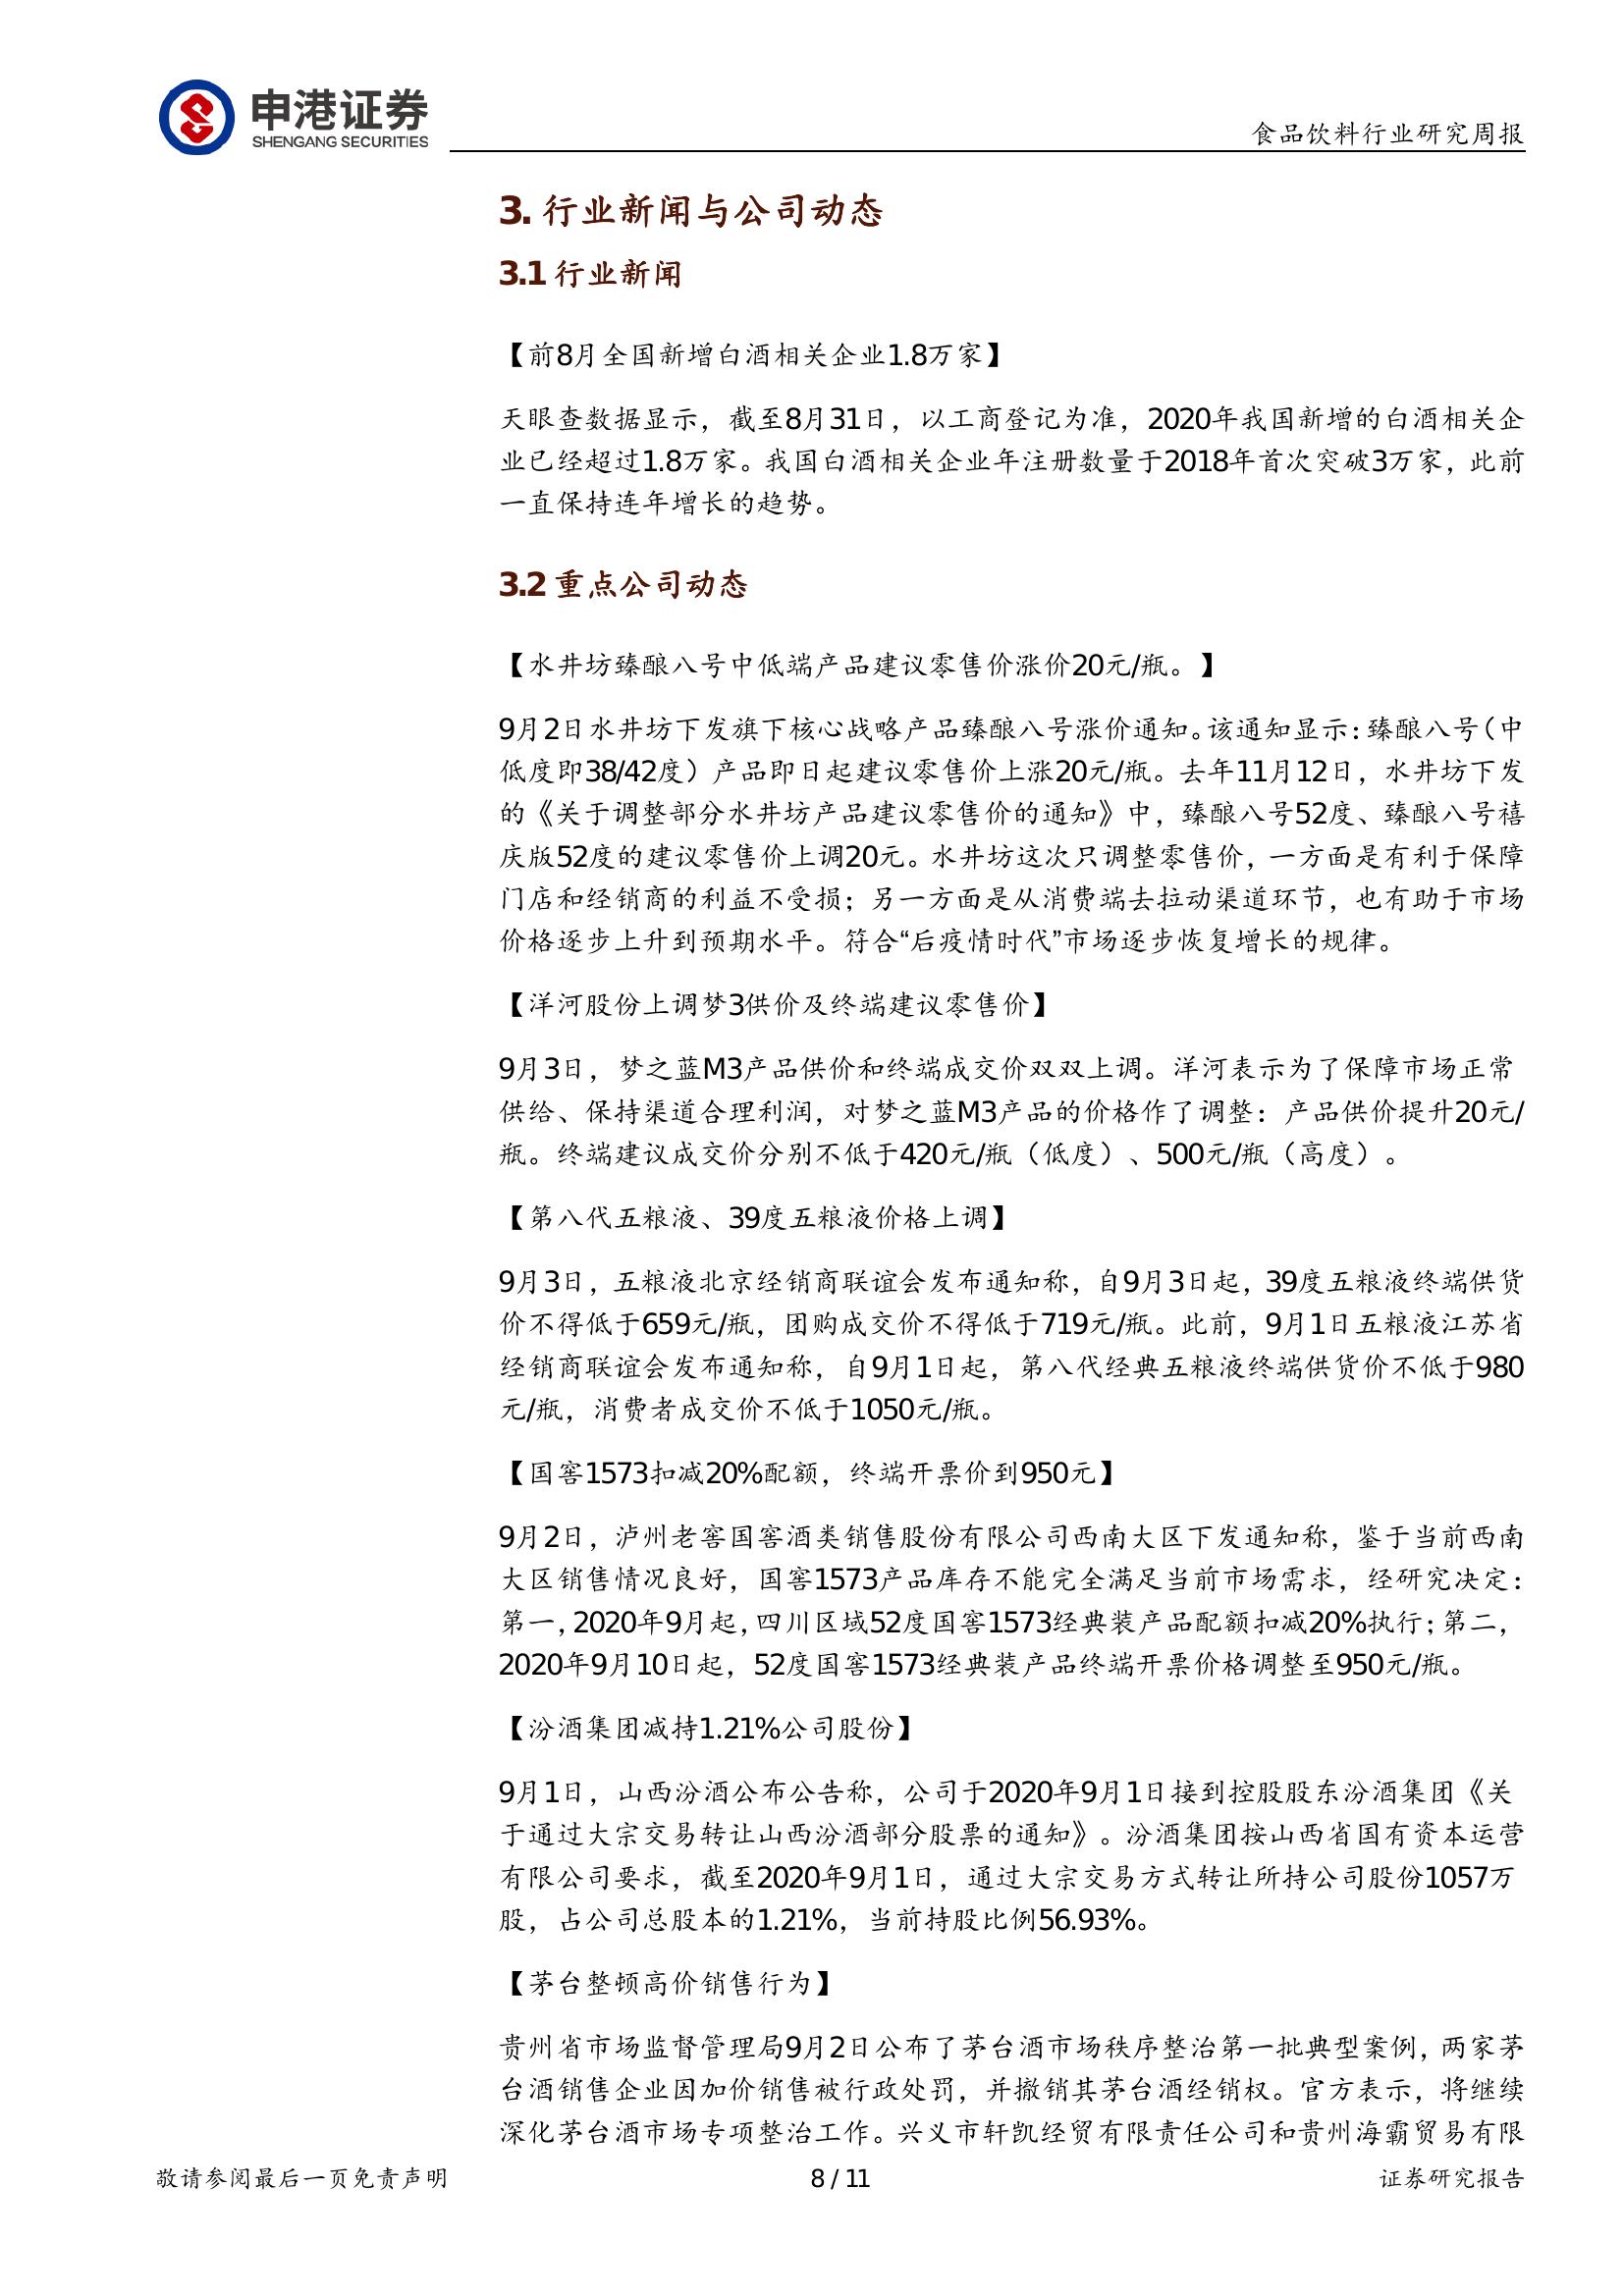 申港证券
SHENGANG SECURITIES
食品饮料行业研究周报
3. 行业新闻与公司动态
3.1 行业新闻
【前8月全国新增白酒相关企业1.8万家】
天眼查数据显示，截至8月31日，以工商登记为准，2020年我国新增的白酒相关企
业已经超过1.8万家。我国白酒相关企业年注册数量于2018年首次突破3万家，此前
一直保持连年增长的趋势。
3.2 重点公司动态
【水井坊臻酿八号中低端产品建议零售价涨价20元/瓶。】
9月2日水井坊下发旗下核心战略产品臻酿八号涨价通知。该通知显示：臻酿八号（中
低度即38/42度）产品即日起建议零售价上涨20元/瓶。去年11月12日，水井坊下发
的《关于调整部分水井坊产品建议零售价的通知》中，臻酿八号52度、臻酿八号禧
庆版52度的建议零售价上调20元。水井坊这次只调整零售价，一方面是有利于保障
门店和经销商的利益不受损；另一方面是从消费端去拉动渠道环节，也有助于市场
价格逐步上升到预期水平。符合“后疫情时代”市场逐步恢复增长的规律。
【洋河股份上调梦3供价及终端建议零售价】
9月3日，梦之蓝M3产品供价和终端成交价双双上调。洋河表示为了保障市场正常
供给、保持渠道合理利润，对梦之蓝M3产品的价格作了调整：产品供价提升20元/
瓶。终端建议成交价分别不低于420元/瓶（低度）、500元/瓶（高度）。
【第八代五粮液、39度五粮液价格上调】
9月3日，五粮液北京经销商联谊会发布通知称，自9月3日起，39度五粮液终端供货
价不得低于659元/瓶，团购成交价不得低于719元/瓶。此前，9月1日五粮液江苏省
经销商联谊会发布通知称，自9月1日起，第八代经典五粮液终端供货价不低于980
元/瓶，消费者成交价不低于1050元/瓶。
【国窖1573扣减20%配额，终端开票价到950元】
9月2日，泸州老窖国窖酒类销售股份有限公司西南大区下发通知称，鉴于当前西南
大区销售情况良好，国窖1573产品库存不能完全满足当前市场需求，经研究决定：
第一，2020年9月起，四川区域52度国窖1573经典装产品配额扣减20%执行；第二，
2020年9月10日起，52度国窖1573经典装产品终端开票价格调整至950元/瓶。
【汾酒集团减持1.21%公司股份】
9月1日，山西汾酒公布公告称，公司于2020年9月1日接到控股股东汾酒集团《关
于通过大宗交易转让山西汾酒部分股票的通知》。汾酒集团按山西省国有资本运营
有限公司要求，截至2020年9月1日，通过大宗交易方式转让所持公司股份1057万
股，占公司总股本的1.21%，当前持股比例56.93%。
【茅台整顿高价销售行为】
贵州省市场监督管理局9月2日公布了茅台酒市场秩序整治第一批典型案例，两家茅
台酒销售企业因加价销售被行政处罚，并撤销其茅台酒经销权。官方表示，将继续
深化茅台酒市场专项整治工作。兴义市轩凯经贸有限责任公司和贵州海霸贸易有限
敬请参阅最后一页免责声明
8 / 11
证券研究报告